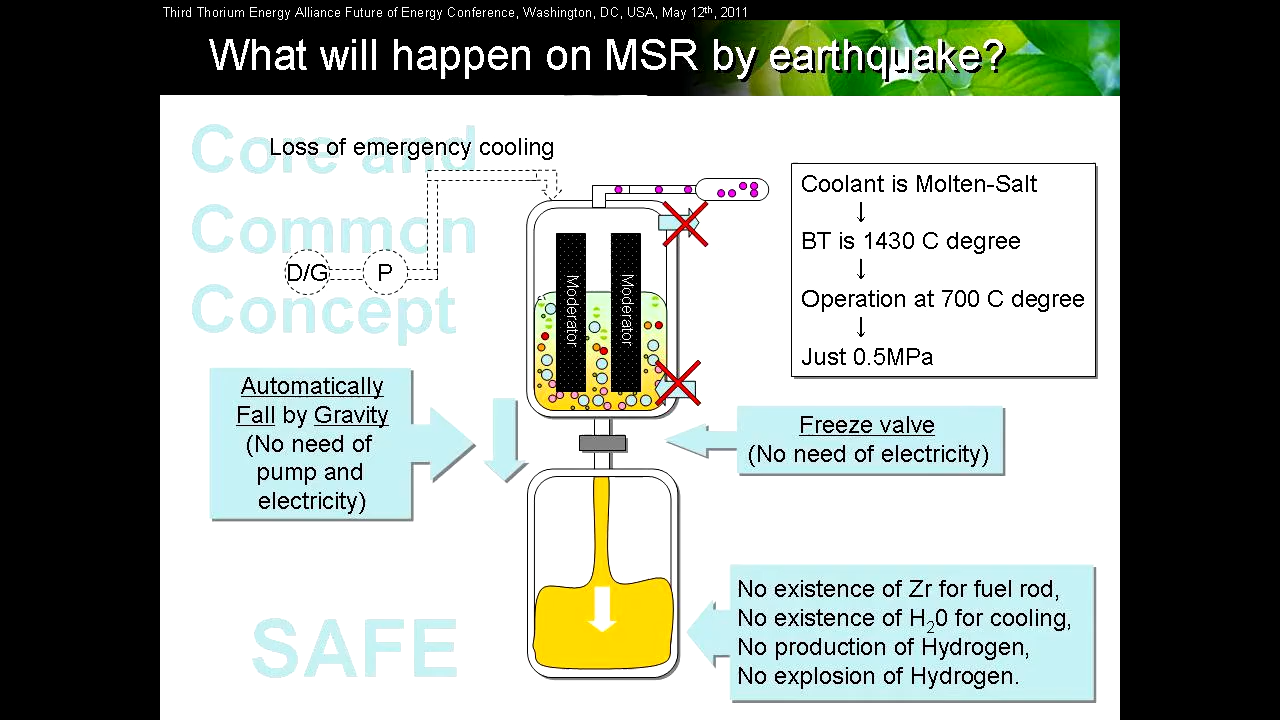 Third Thorium Energy Alliance Future of Energy Conference, Washington, DC, USA, May 12th, 2011
What will happen on MSR by earthquake?
Core and
Common
Concept
Loss of emergency cooling
D/G
P
Moderator
Moderator
Coolant is Molten-Salt
↓
BT is 1430 C degree
↓
Operation at 700 C degree
↓
Just 0.5MPa
Automatically
Fall by Gravity
(No need of
pump and
electricity)
Freeze valve
(No need of electricity)
No existence of Zr for fuel rod,
No existence of H20 for cooling,
No production of Hydrogen,
No explosion of Hydrogen.
SAFE